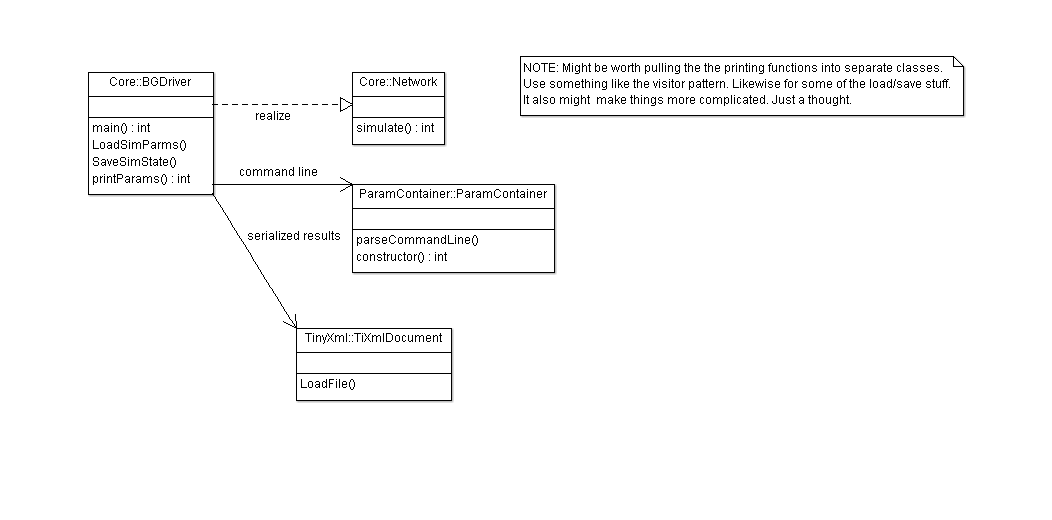 Core::BGDriver
main() : int
LoadSimParms()
SaveSimState()
printParams() : int
realize
Core::Network
simulate() : int
NOTE: Might be worth pulling the the printing functions into separate classes.
Use something like the visitor pattern. Likewise for some of the load/save stuff.
It also might  make things more complicated. Just a thought.
command line
ParamContainer::ParamContainer
parseCommandLine()
constructor() : int
serialized results
TinyXml::TiXmlDocument
LoadFile()